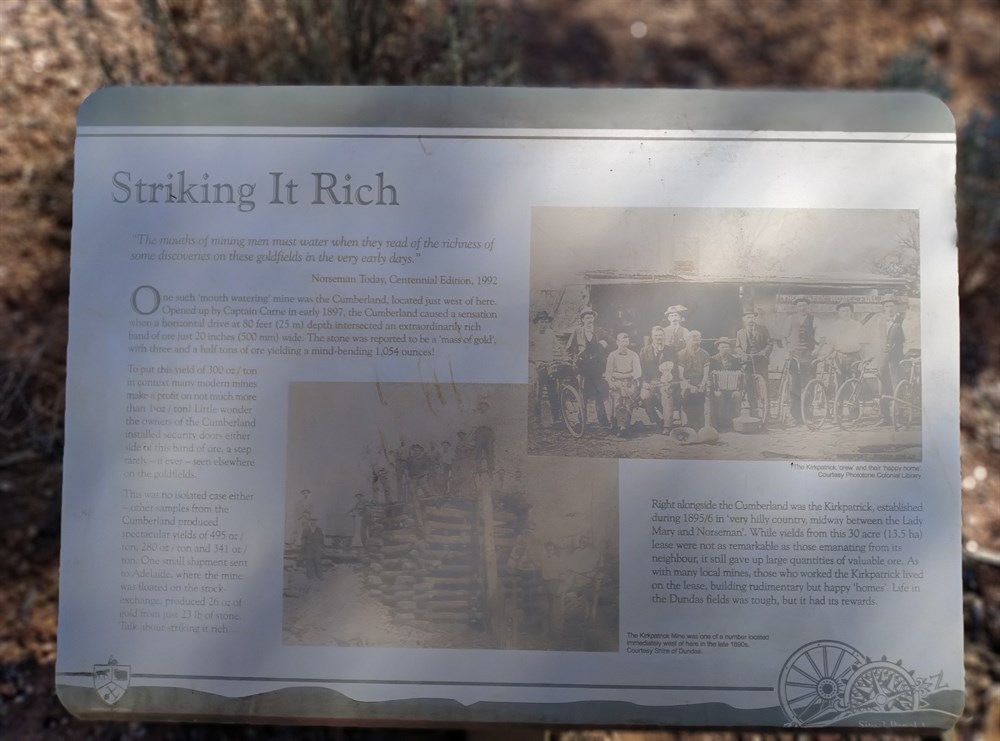 Striking It Rich
"The mouths of mining men must water when they read of the richness of
some discoveries on these goldfields in the very early days."
Norseman Today, Centennial Edition, 1992
One such 'mouth watering' mine was the Cumberland, located just west of here.
Opened up by Captain Carne in early 1897, the Cumberland caused a sensation
when a horizontal drive at 80 feet (25 m) depth intersected an extraordinarily rich
band of ore just 20 inches (500 mm) wide. The stone was reported to be a 'mass of gold',
with three and a half tons of ore yielding a mind-bending 1,054 ounces!
To put this yield of 300 oz / ton
in context many modern mines
make a profit on not much more
than 1 oz / ton! Little wonder
the owners of the Cumberland
installed security doors either
side of this band of ore, a step
rarely – if ever – seen elsewhere
on the goldfields.
This was no isolated case either
– other samples from the
Cumberland produced
spectacular yields of 495 oz /
ton, 280 oz / ton and 341 oz /
ton. One small shipment sent
to Adelaide, where the mine
was floated on the stock
exchange, produced 26 oz of
gold from just 23 lb of stone.
Talk about striking it rich.
The Kirkpatrick 'crew' and their 'happy home'.
Courtesy Photstone Colonial Library.
Right alongside the Cumberland was the Kirkpatrick, established
during 1895/6 in 'very hilly country, midway between the Lady
Mary and Norseman'. While yields from this 30 acre (13.5 ha)
lease were not as remarkable as those emanating from its
neighbour, it still gave up large quantities of valuable ore. As
with many local mines, those who worked the Kirkpatrick lived
on the lease, building rudimentary but happy 'homes'. Life in
the Dundas fields was tough, but it had its rewards.
The Kirkpatrick Mine was one of a number located
immediately west of here in the late 1890s.
Courtesy Shire of Dundas.